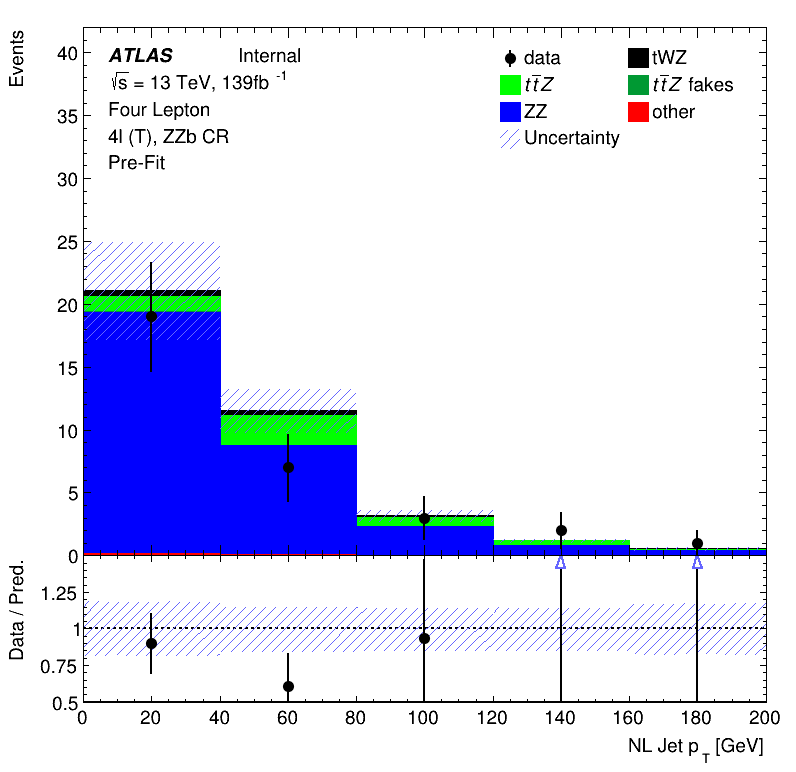 Events
40
35
30
25
20
15
10
5
0
ATLAS Internal
√s = 13 TeV, 139fb -1
Four Lepton
4l (T), ZZb CR
Pre-Fit
data tWZ
tt̄Z tt̄Z fakes
ZZ other
Uncertainty
Data / Pred.
1.25
1
0.75
0.5
0 20 40 60 80 100 120 140 160 180 200
NL Jet p T [GeV]